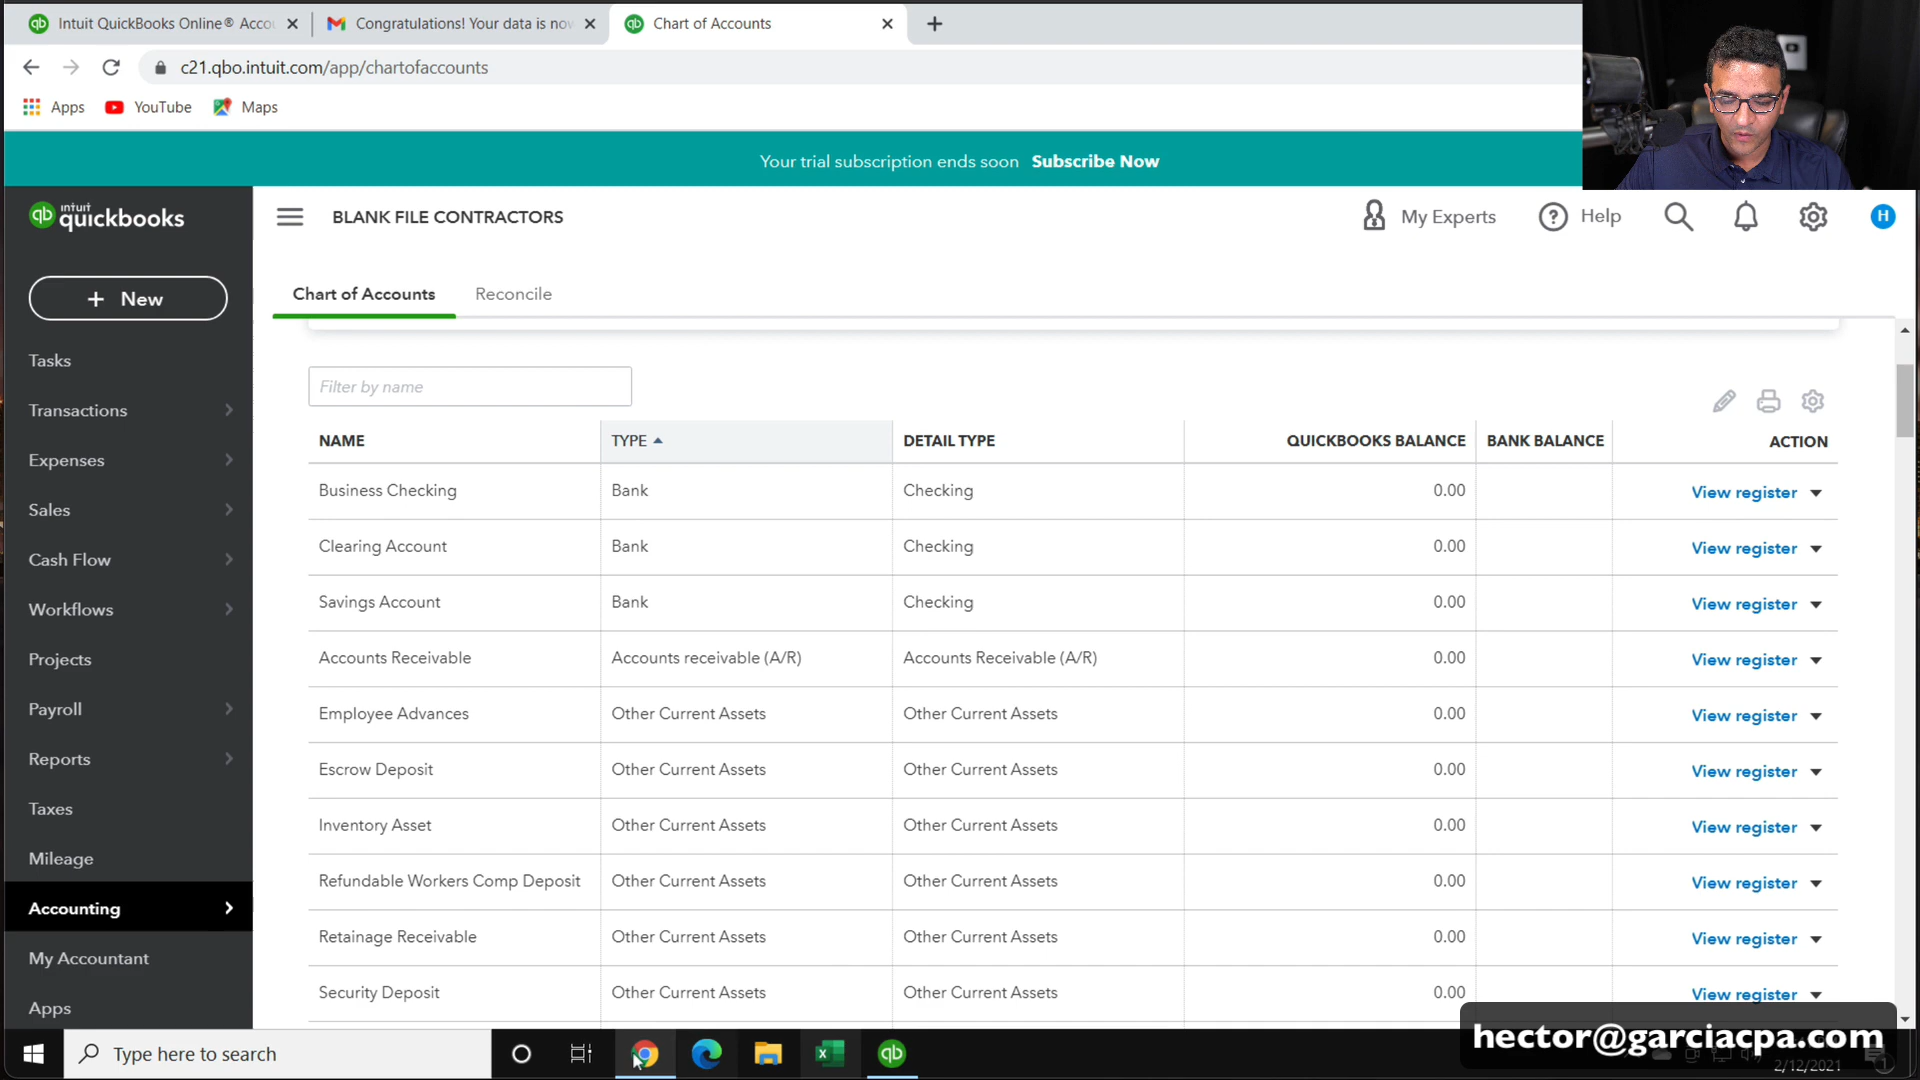 Intuit QuickBooks Online® Accou
Congratulations! Your data is now
Chart of Accounts
c21.qbo.intuit.com/app/chartofaccounts
Apps
YouTube
Maps
Your trial subscription ends soon Subscribe Now
qb intuit quickbooks
BLANK FILE CONTRACTORS
My Experts
Help
H
+ New
Chart of Accounts
Reconcile
Tasks
Transactions
Expenses
Sales
Cash Flow
Workflows
Projects
Payroll
Reports
Taxes
Mileage
Accounting
My Accountant
Apps
Filter by name
NAME TYPE DETAIL TYPE QUICKBOOKS BALANCE BANK BALANCE ACTION
Business Checking Bank Checking 0.00 View register
Clearing Account Bank Checking 0.00 View register
Savings Account Bank Checking 0.00 View register
Accounts Receivable Accounts receivable (A/R) Accounts Receivable (A/R) 0.00 View register
Employee Advances Other Current Assets Other Current Assets 0.00 View register
Escrow Deposit Other Current Assets Other Current Assets 0.00 View register
Inventory Asset Other Current Assets Other Current Assets 0.00 View register
Refundable Workers Comp Deposit Other Current Assets Other Current Assets 0.00 View register
Retainage Receivable Other Current Assets Other Current Assets 0.00 View register
Security Deposit Other Current Assets Other Current Assets 0.00 View register
hector@garciacpa.com
Type here to search
2/12/2021